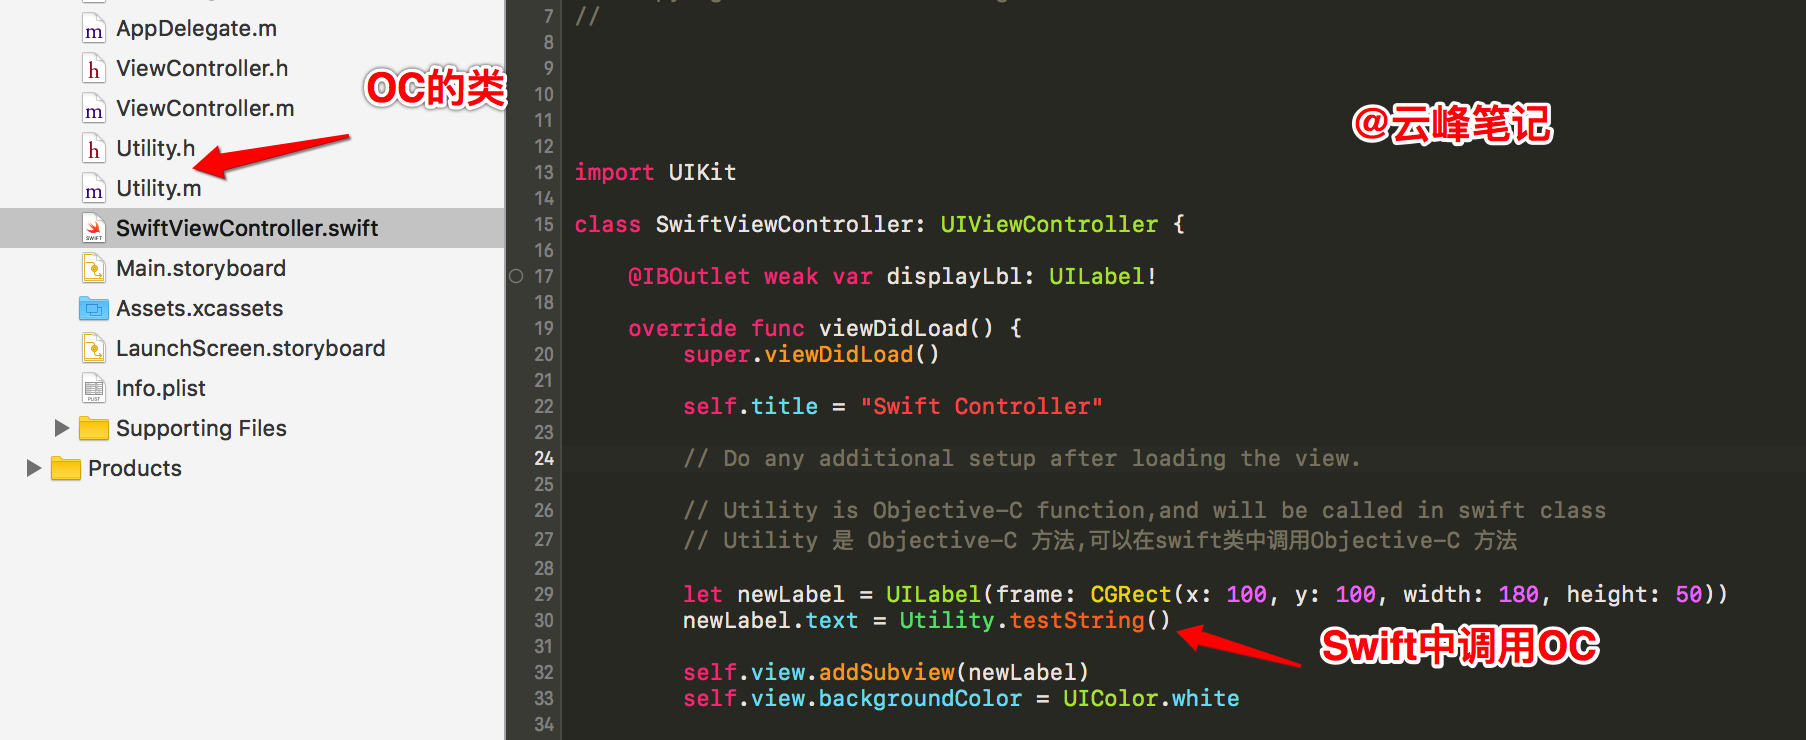 AppDelegate.m
ViewController.h
ViewController.m
Utility.h
Utility.m
SwiftViewController.swift
Main.storyboard
Assets.xcassets
LaunchScreen.storyboard
Info.plist
Supporting Files
Products
OC的类
@云峰笔记
7 //
8
9
10
11
12
13 import UIKit
14
15 class SwiftViewController: UIViewController {
16
17 @IBOutlet weak var displayLbl: UILabel!
18
19 override func viewDidLoad() {
20 super.viewDidLoad()
21
22 self.title = "Swift Controller"
23
24 // Do any additional setup after loading the view.
25
26 // Utility is Objective-C function,and will be called in swift class
27 // Utility 是 Objective-C 方法,可以在swift类中调用Objective-C 方法
28
29 let newLabel = UILabel(frame: CGRect(x: 100, y: 100, width: 180, height: 50))
30 newLabel.text = Utility.testString()
31
32 self.view.addSubview(newLabel)
33 self.view.backgroundColor = UIColor.white
34
Swift中调用OC